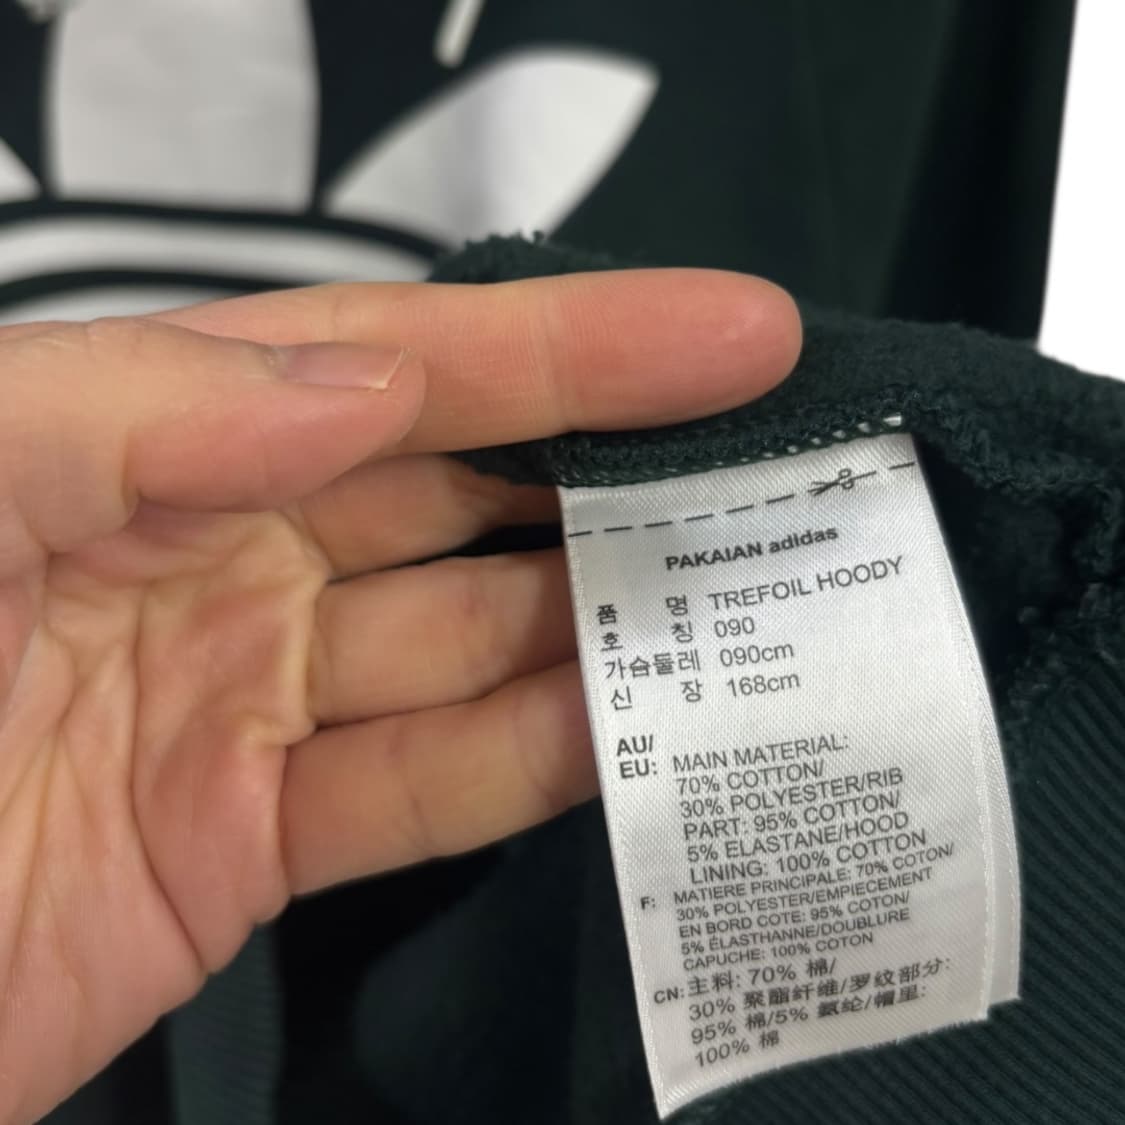 PAKAIAN adidas
품 명 TREFOIL HOODY
호 칭 090
가슴둘레 090cm
신 장 168cm
AU/
EU: MAIN MATERIAL:
70% COTTON/
30% POLYESTER/RIB
PART: 95% COTTON/
5% ELASTANE/HOOD
LINING: 100% COTTON
F: MATIERE PRINCIPALE: 70% COTON/
30% POLYESTER/EMPIECEMENT
EN BORD COTE: 95% COTON/
5% ÉLASTHANNE/DOUBLURE
CAPUCHE: 100% COTON
CN: 主料: 70% 棉/
30% 聚酯纤维/罗纹部分:
95% 棉/5% 氨纶/帽里:
100% 棉